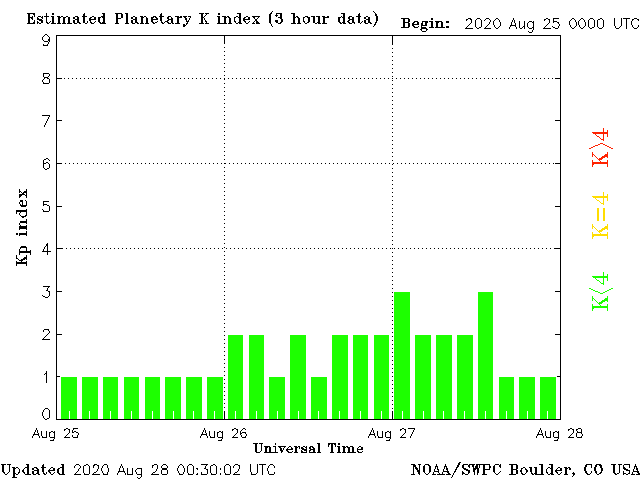 Estimated Planetary K index (3 hour data) Begin: 2020 Aug 25 0000 UTC
9
8
7
6
5
4
3
2
1
0
Kp index
K>4
K=4
K<4
Aug 25 Aug 26 Aug 27 Aug 28
Universal Time
Updated 2020 Aug 28 00:30:02 UTC NOAA/SWPC Boulder, CO USA